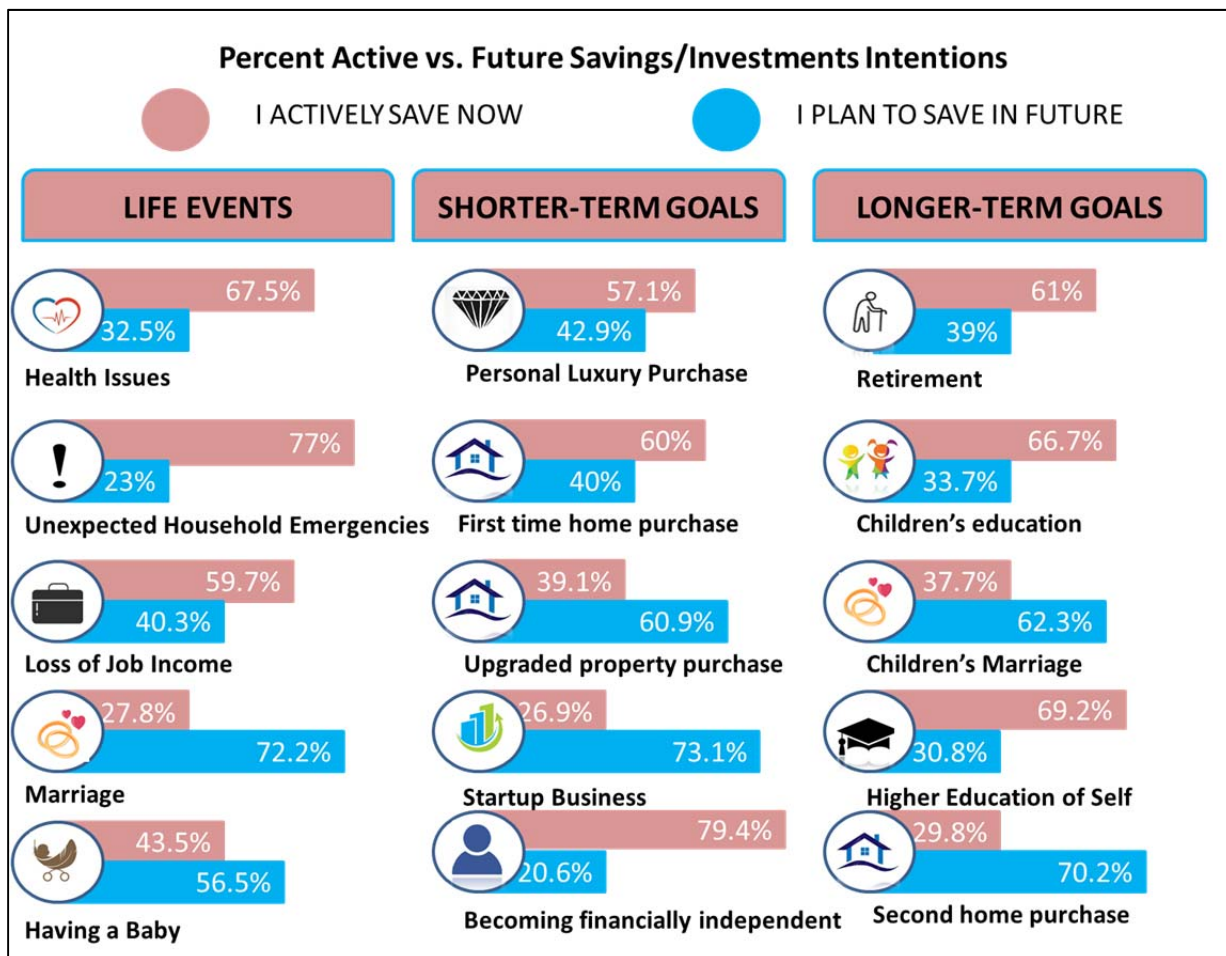 Percent Active vs. Future Savings/Investments Intentions
I ACTIVELY SAVE NOW
I PLAN TO SAVE IN FUTURE
LIFE EVENTS
67.5%
32.5%
Health Issues
77%
23%
Unexpected Household Emergencies
59.7%
40.3%
Loss of Job Income
27.8%
72.2%
Marriage
43.5%
56.5%
Having a Baby
SHORTER-TERM GOALS
57.1%
42.9%
Personal Luxury Purchase
60%
40%
First time home purchase
39.1%
60.9%
Upgraded property purchase
26.9%
73.1%
Startup Business
79.4%
20.6%
Becoming financially independent
LONGER-TERM GOALS
61%
39%
Retirement
66.7%
33.7%
Children’s education
37.7%
62.3%
Children’s Marriage
69.2%
30.8%
Higher Education of Self
29.8%
70.2%
Second home purchase